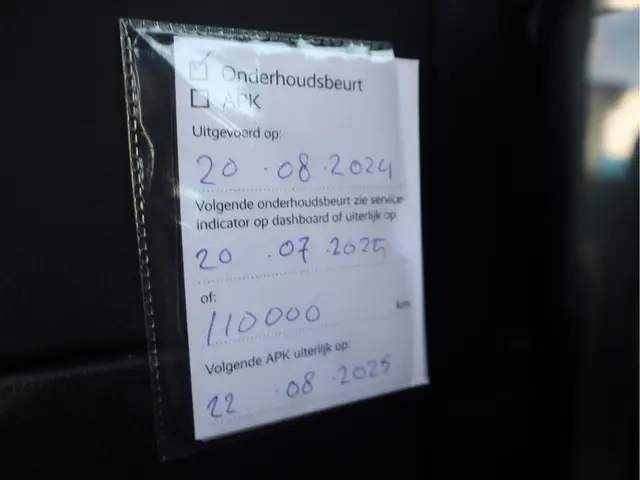 Onderhoudsbeurt
APK
Uitgevoerd op:
20 .08 .2024
Volgende onderhoudsbeurt zie service-
indicator op dashboard of uiterlijk op
20 .07 .2025
of:
110000 km
Volgende APK uiterlijk op:
22 .08 .2025